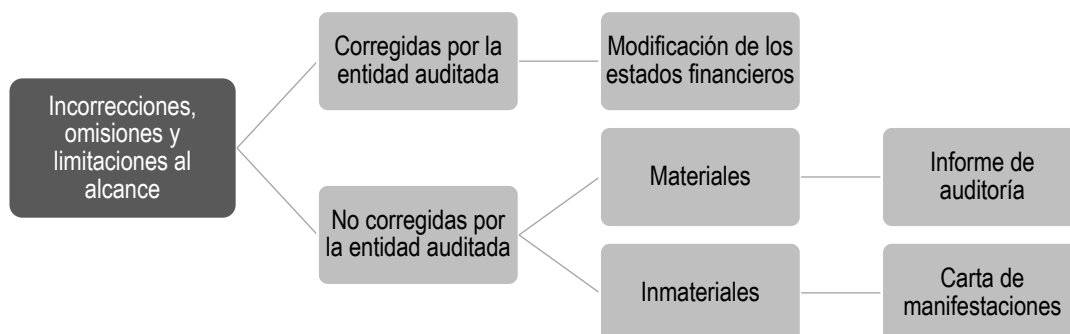 Incorrecciones,
omisiones y
limitaciones al
alcance
Corregidas por la
entidad auditada
Modificación de los
estados financieros
No corregidas por
la entidad auditada
Materiales
Informe de
auditoría
Inmateriales
Carta de
manifestaciones